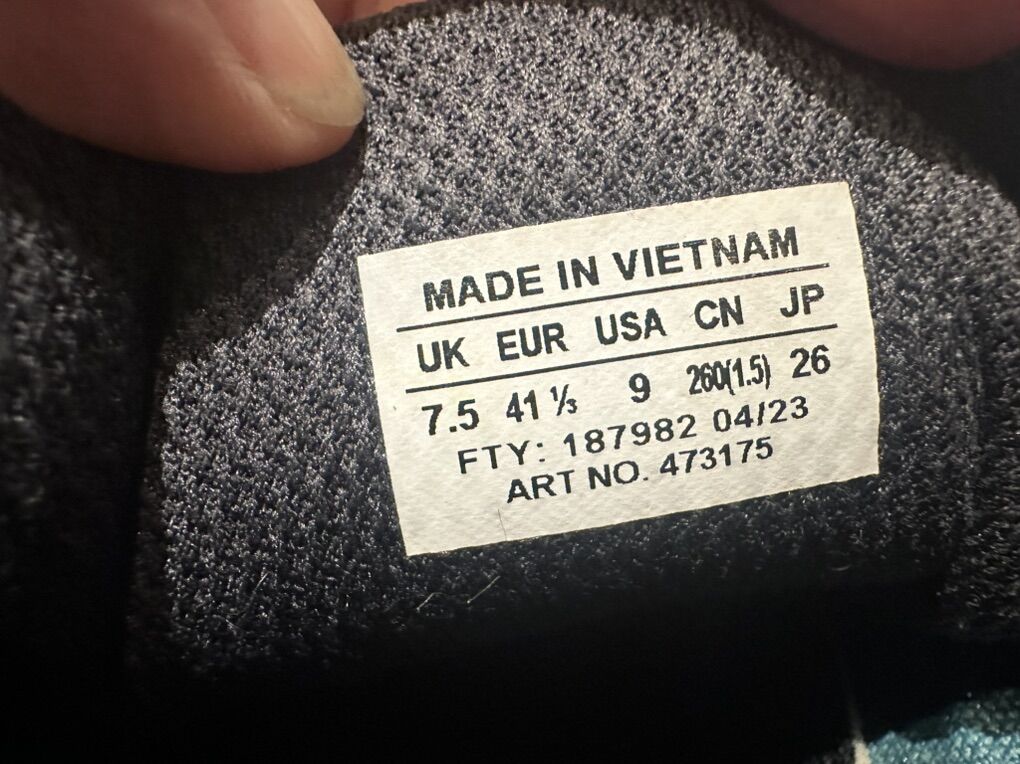 MADE IN VIETNAM
UK EUR USA CN JP
7.5 41 ⅓ 9 260(1.5) 26
FTY: 187982 04/23
ART NO. 473175